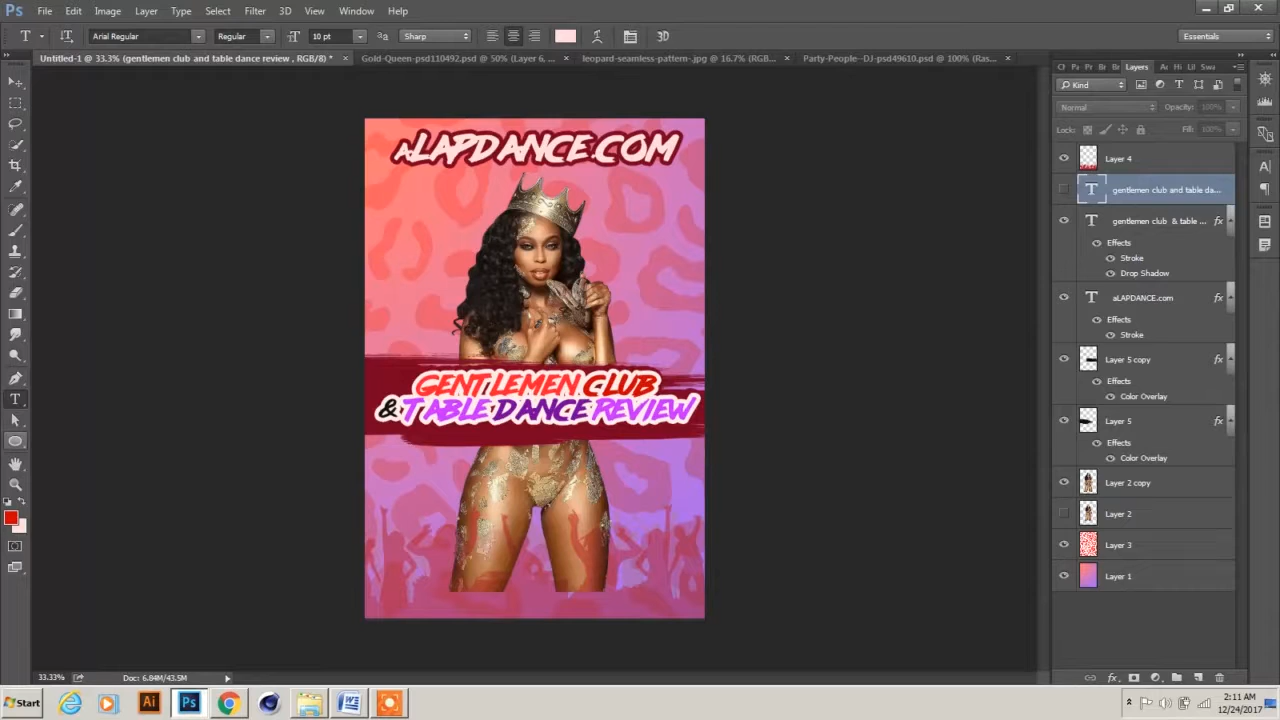 Ps File Edit Image Layer Type Select Filter 3D View Window Help
Arial Regular Regular 10 pt Sharp 3D Essentials
Untitled-1 @ 33.3% (gentlemen club and table dance review , RGB/8) * Gold-Queen-psd110492.psd @ 50% (Layer 6, ... leopard-seamless-pattern-.jpg @ 16.7% (RGB... Party-People--DJ-psd49610.psd @ 100% (Ras...
Layers
Kind
Normal Opacity: 100%
Lock: Fill: 100%
aLAPDANCE.COM
GENTLEMEN CLUB
& TABLE DANCE REVIEW
Layer 4
gentlemen club and table da...
gentlemen club & table ... fx
Effects
Stroke
Drop Shadow
aLAPDANCE.com fx
Effects
Stroke
Layer 5 copy fx
Effects
Color Overlay
Layer 5 fx
Effects
Color Overlay
Layer 2 copy
Layer 2
Layer 3
Layer 1
33.33% Doc: 6.84M/43.5M
Start Ai Ps 2:11 AM
12/24/2017